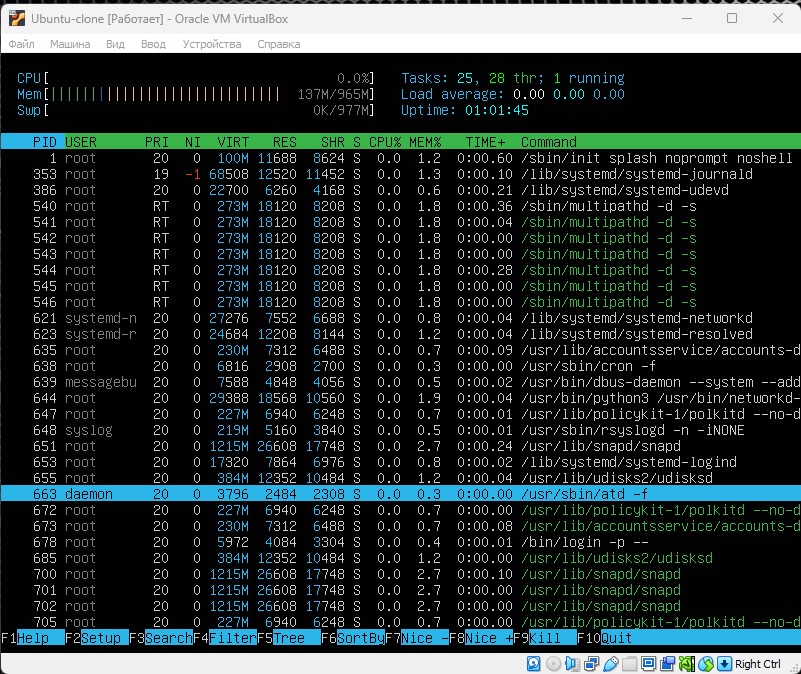 Ubuntu-clone [Работает] - Oracle VM VirtualBox
Файл Машина Вид Ввод Устройства Справка
CPU[ 0.0%] Tasks: 25, 28 thr; 1 running
Mem[||||||||||||||||||||||||||||| 137M/965M] Load average: 0.00 0.00 0.00
Swp[ 0K/977M] Uptime: 01:01:45
PID USER PRI NI VIRT RES SHR S CPU% MEM% TIME+ Command
1 root 20 0 100M 11688 8624 S 0.0 1.2 0:00.60 /sbin/init splash noprompt noshell
353 root 19 -1 68508 12520 11452 S 0.0 1.3 0:00.10 /lib/systemd/systemd-journald
386 root 20 0 22700 6260 4168 S 0.0 0.6 0:00.21 /lib/systemd/systemd-udevd
540 root RT 0 273M 18120 8208 S 0.0 1.8 0:00.36 /sbin/multipathd -d -s
541 root RT 0 273M 18120 8208 S 0.0 1.8 0:00.04 /sbin/multipathd -d -s
542 root RT 0 273M 18120 8208 S 0.0 1.8 0:00.00 /sbin/multipathd -d -s
543 root RT 0 273M 18120 8208 S 0.0 1.8 0:00.00 /sbin/multipathd -d -s
544 root RT 0 273M 18120 8208 S 0.0 1.8 0:00.28 /sbin/multipathd -d -s
545 root RT 0 273M 18120 8208 S 0.0 1.8 0:00.00 /sbin/multipathd -d -s
546 root RT 0 273M 18120 8208 S 0.0 1.8 0:00.00 /sbin/multipathd -d -s
621 systemd-n 20 0 27276 7552 6688 S 0.0 0.8 0:00.04 /lib/systemd/systemd-networkd
623 systemd-r 20 0 24684 12208 8144 S 0.0 1.2 0:00.04 /lib/systemd/systemd-resolved
635 root 20 0 230M 7312 6488 S 0.0 0.7 0:00.09 /usr/lib/accountsservice/accounts-d
638 root 20 0 6816 2908 2700 S 0.0 0.3 0:00.00 /usr/sbin/cron -f
639 messagebu 20 0 7588 4848 4056 S 0.0 0.5 0:00.02 /usr/bin/dbus-daemon --system --add
644 root 20 0 29388 18568 10560 S 0.0 1.9 0:00.04 /usr/bin/python3 /usr/bin/networkd-
647 root 20 0 227M 6940 6248 S 0.0 0.7 0:00.01 /usr/lib/policykit-1/polkitd --no-d
648 syslog 20 0 219M 5160 3840 S 0.0 0.5 0:00.01 /usr/sbin/rsyslogd -n -iNONE
651 root 20 0 1215M 26608 17748 S 0.0 2.7 0:00.24 /usr/lib/snapd/snapd
653 root 20 0 17320 7864 6976 S 0.0 0.8 0:00.02 /lib/systemd/systemd-logind
655 root 20 0 384M 12352 10484 S 0.0 1.2 0:00.04 /usr/lib/udisks2/udisksd
663 daemon 20 0 3796 2484 2308 S 0.0 0.3 0:00.00 /usr/sbin/atd -f
672 root 20 0 227M 6940 6248 S 0.0 0.7 0:00.00 /usr/lib/policykit-1/polkitd --no-d
673 root 20 0 230M 7312 6488 S 0.0 0.7 0:00.08 /usr/lib/accountsservice/accounts-d
678 root 20 0 5972 4084 3304 S 0.0 0.4 0:00.01 /bin/login -p --
685 root 20 0 384M 12352 10484 S 0.0 1.2 0:00.00 /usr/lib/udisks2/udisksd
700 root 20 0 1215M 26608 17748 S 0.0 2.7 0:00.10 /usr/lib/snapd/snapd
701 root 20 0 1215M 26608 17748 S 0.0 2.7 0:00.00 /usr/lib/snapd/snapd
702 root 20 0 1215M 26608 17748 S 0.0 2.7 0:00.00 /usr/lib/snapd/snapd
705 root 20 0 227M 6940 6248 S 0.0 0.7 0:00.00 /usr/lib/policykit-1/polkitd --no-d
F1Help F2Setup F3SearchF4FilterF5Tree F6SortByF7Nice -F8Nice +F9Kill F10Quit
Right Ctrl